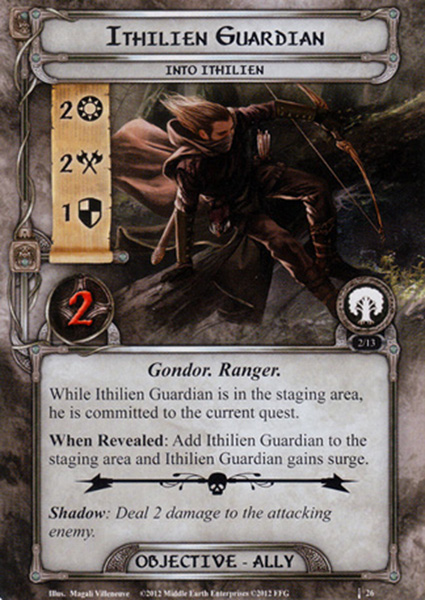 Ithilien Guardian
Into Ithilien
2
2
1
2
2/13
Gondor. Ranger.
While Ithilien Guardian is in the staging area,
he is committed to the current quest.
When Revealed: Add Ithilien Guardian to the
staging area and Ithilien Guardian gains surge.
Shadow: Deal 2 damage to the attacking
enemy.
Objective - Ally
Illus. Magali Villeneuve ©2012 Middle Earth Enterprises ©2012 FFG 26